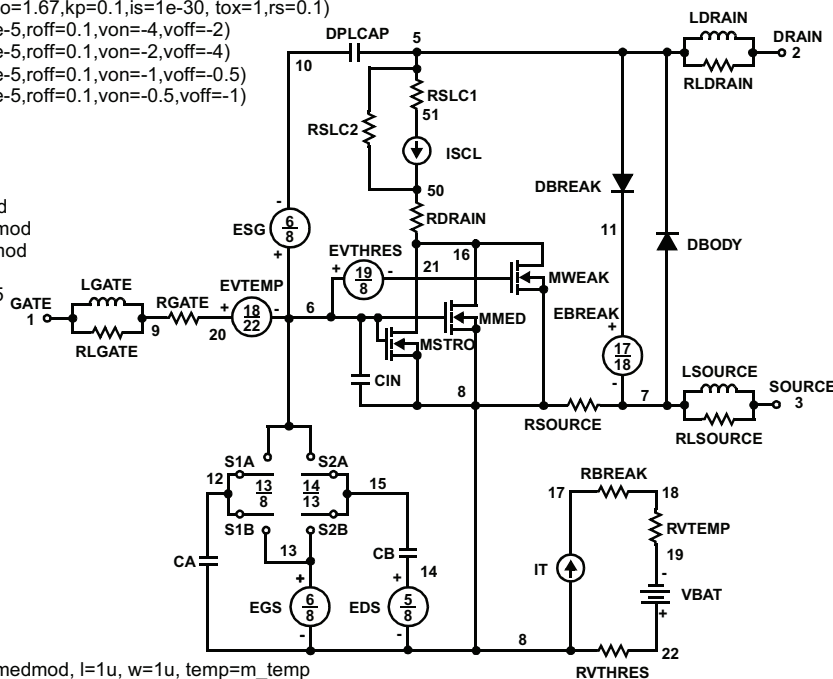 o=1.67,kp=0.1,is=1e-30, tox=1,rs=0.1)
e-5,roff=0.1,von=-4,voff=-2)
e-5,roff=0.1,von=-2,voff=-4)
e-5,roff=0.1,von=-1,voff=-0.5)
e-5,roff=0.1,von=-0.5,voff=-1)
d
mod
mod
5
DPLCAP
5
10
LDRAIN
DRAIN
2
RLDRAIN
RSLC1
51
RSLC2
ISCL
50
RDRAIN
DBREAK
11
DBODY
-
ESG
6
8
+
EVTHRES
+
19
8
-
21
16
MWEAK
LGATE
GATE
1
RLGATE
9
RGATE
20
EVTEMP
+
18
22
-
6
MMED
MSTRO
EBREAK
+
17
18
-
CIN
8
RSOURCE
7
LSOURCE
SOURCE
3
RLSOURCE
S1A
S2A
12
13
8
14
13
15
S1B
S2B
13
CA
CB
14
+
EGS
6
8
-
+
EDS
5
8
-
RBREAK
17
18
RVTEMP
19
IT
-
VBAT
+
8
22
RVTHRES
medmod, l=1u, w=1u, temp=m_temp